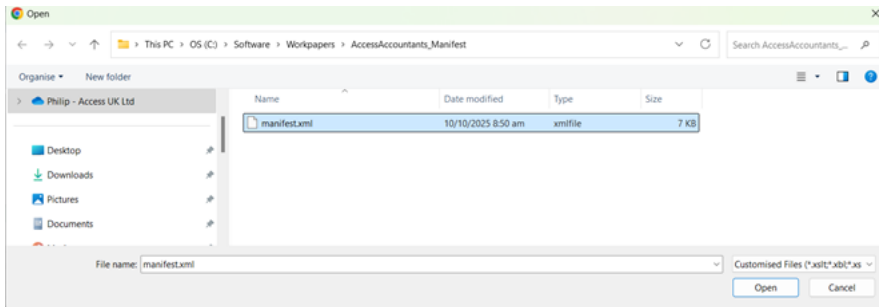 Open
This PC > OS (C:) > Software > Workpapers > AccessAccountants_Manifest
Search AccessAccountants_...
Organise
New folder
Philip - Access UK Ltd
Name Date modified Type Size
manifest.xml 10/10/2025 8:50 am xmlfile 7 KB
Desktop
Downloads
Pictures
Documents
File name: manifest.xml
Customised Files (*.xslt;*.xbl;*.xs
Open Cancel